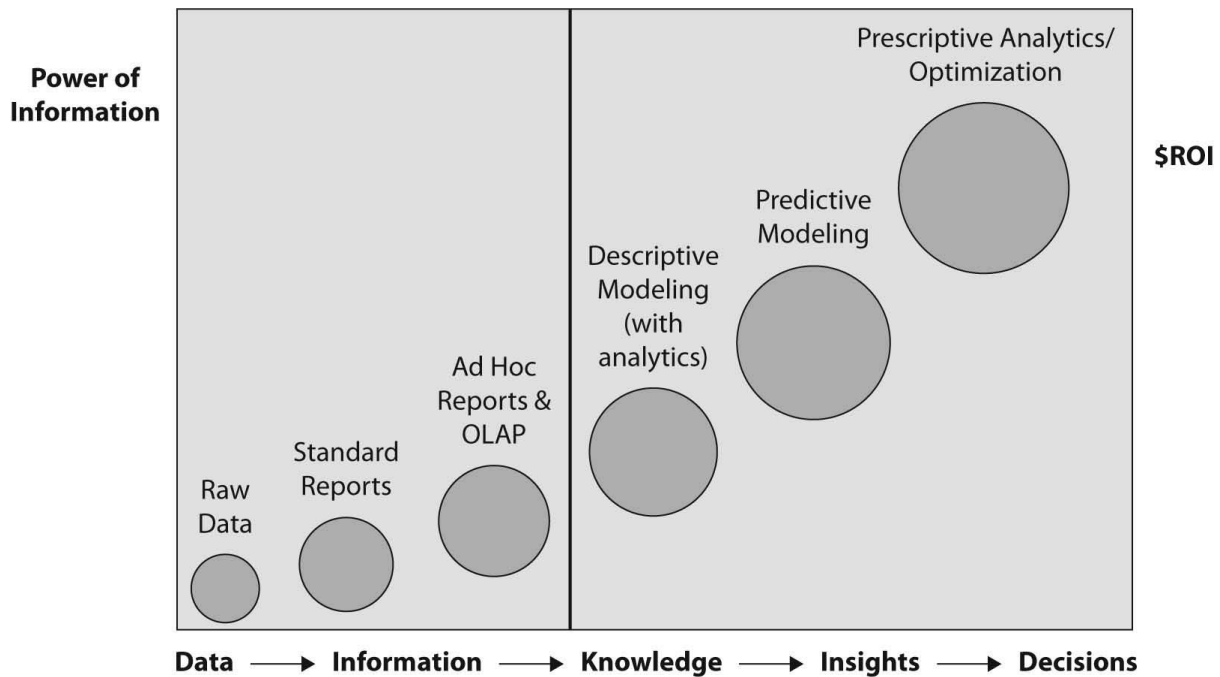 Prescriptive Analytics/
Optimization
Power of
Information
$ROI
Predictive
Modeling
Descriptive
Modeling
(with
analytics)
Ad Hoc
Reports &
OLAP
Standard
Reports
Raw
Data
Data → Information → Knowledge → Insights → Decisions